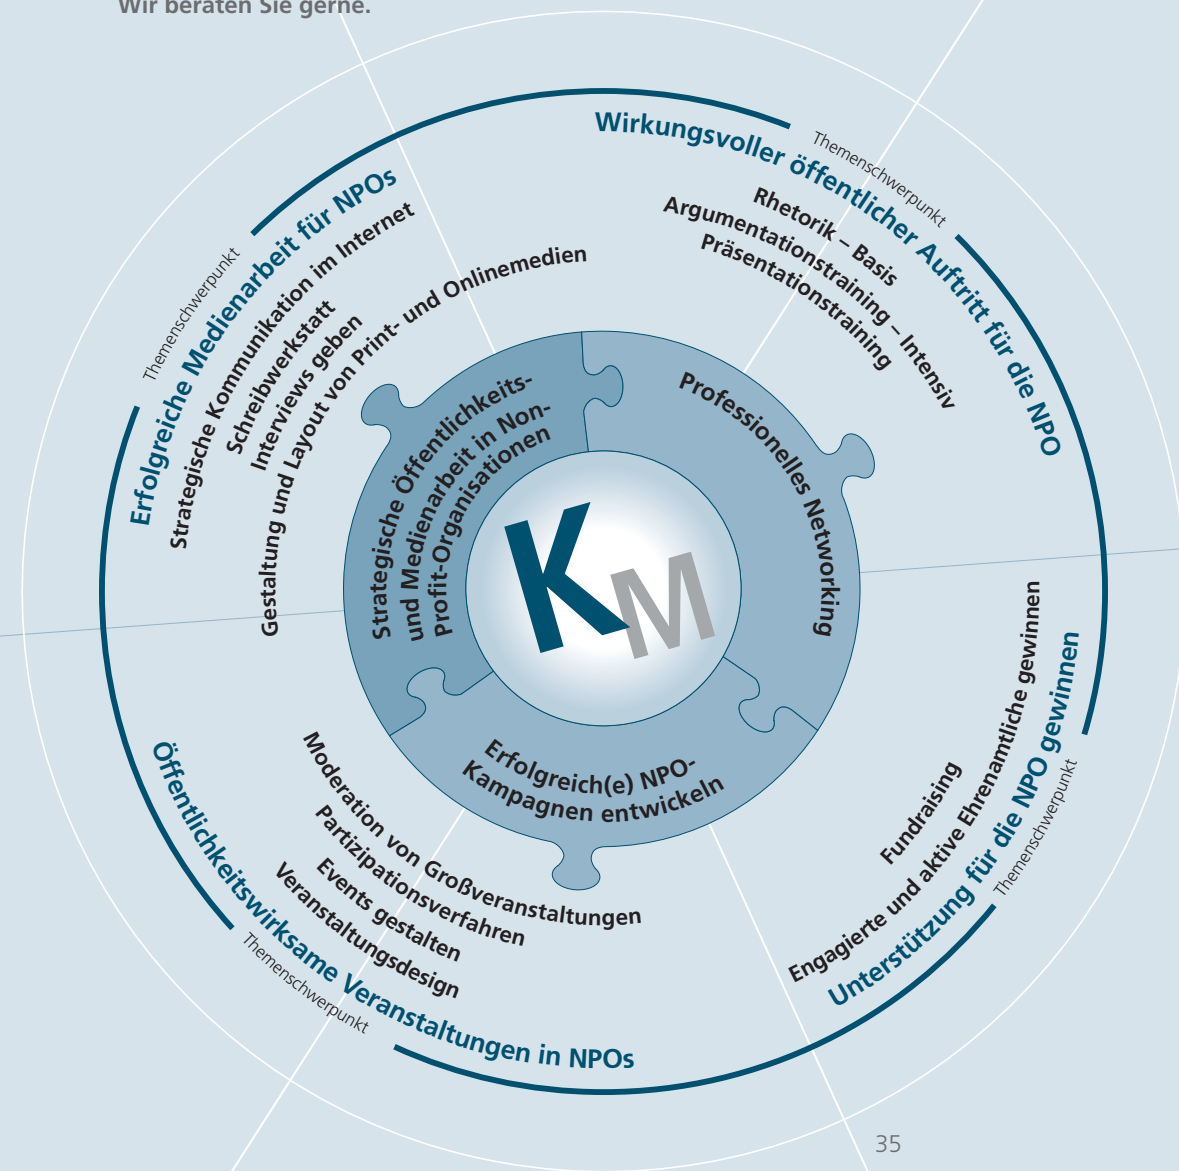 Wir beraten Sie gerne.
Themenschwerpunkt
Erfolgreiche Medienarbeit für NPOs
Strategische Kommunikation im Internet
Schreibwerkstatt
Interviews geben
Gestaltung und Layout von Print- und Onlinemedien
Themenschwerpunkt
Wirkungsvoller öffentlicher Auftritt für die NPO
Rhetorik – Basis
Argumentationstraining – Intensiv
Präsentationstraining
Strategische Öffentlichkeits-
und Medienarbeit in Non-
Profit-Organisationen
Professionelles Networking
KM
Erfolgreich(e) NPO-
Kampagnen entwickeln
Fundraising
Engagierte und aktive Ehrenamtliche gewinnen
Unterstützung für die NPO gewinnen
Themenschwerpunkt
Moderation von Großveranstaltungen
Partizipationsverfahren
Events gestalten
Veranstaltungsdesign
Öffentlichkeitswirksame Veranstaltungen in NPOs
Themenschwerpunkt
35